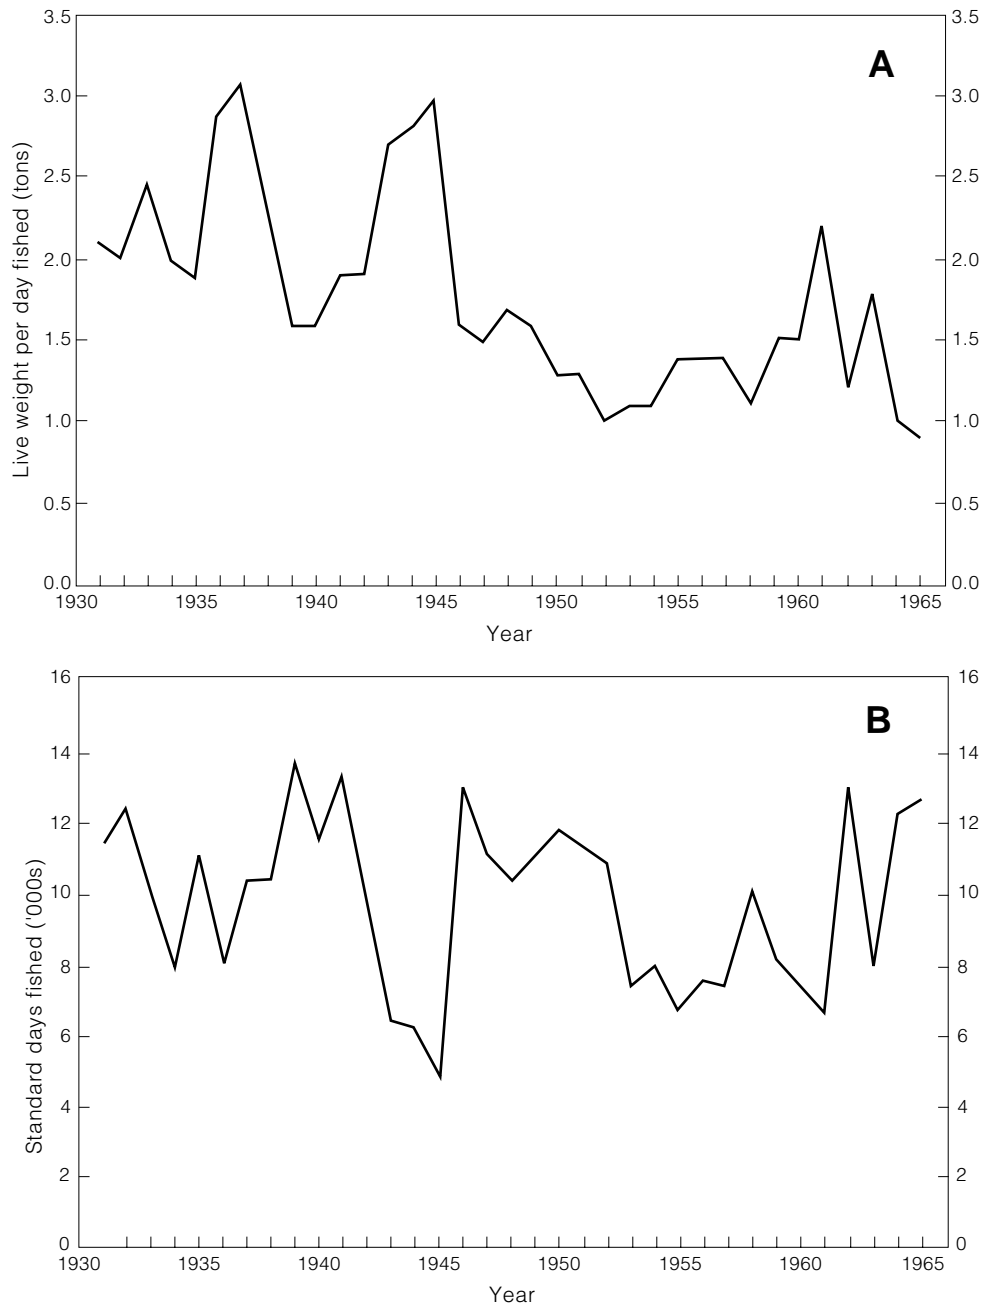 A
Live weight per day fished (tons)
3.5 3.5
3.0 3.0
2.5 2.5
2.0 2.0
1.5 1.5
1.0 1.0
0.5 0.5
0.0 0.0
1930 1935 1940 1945 1950 1955 1960 1965
Year
B
Standard days fished ('000s)
16 16
14 14
12 12
10 10
8 8
6 6
4 4
2 2
0 0
1930 1935 1940 1945 1950 1955 1960 1965
Year